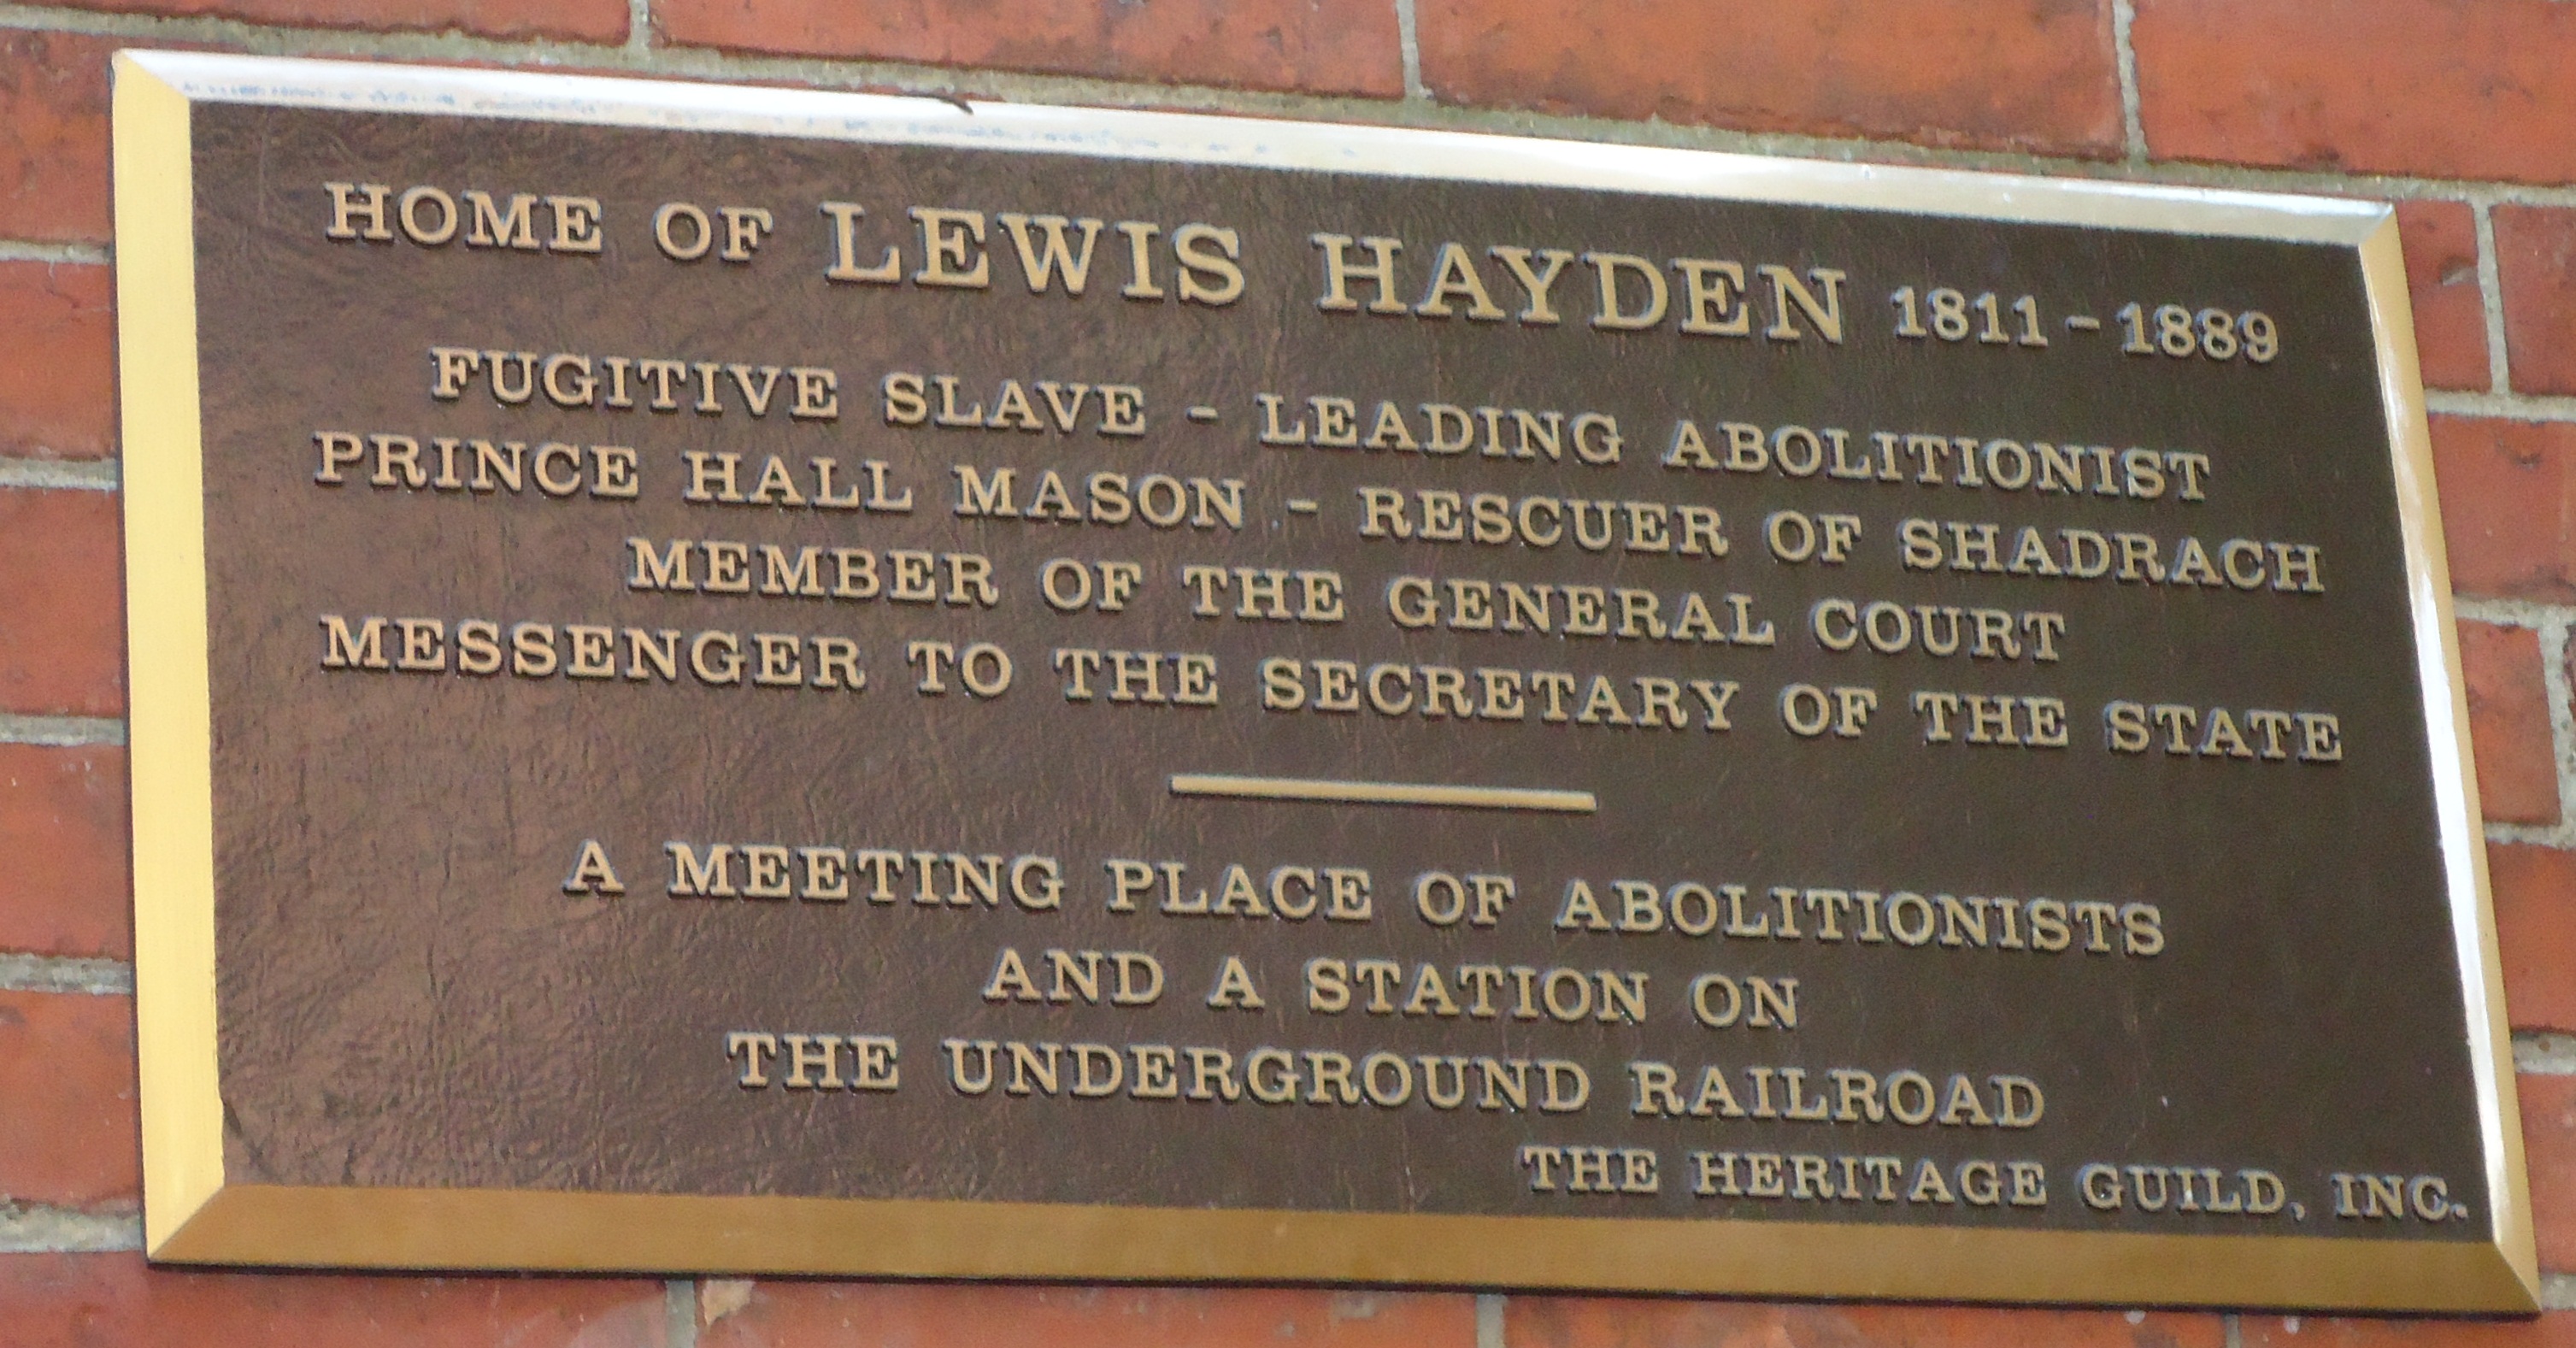 HOME OF LEWIS HAYDEN 1811 - 1889
FUGITIVE SLAVE - LEADING ABOLITIONIST
PRINCE HALL MASON - RESCUER OF SHADRACH
MEMBER OF THE GENERAL COURT
MESSENGER TO THE SECRETARY OF THE STATE
A MEETING PLACE OF ABOLITIONISTS
AND A STATION ON
THE UNDERGROUND RAILROAD
THE HERITAGE GUILD, INC.